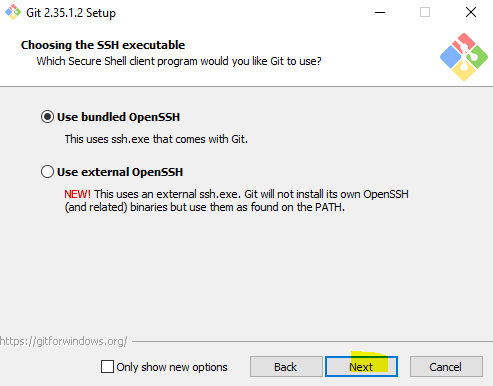 Git 2.35.1.2 Setup
Choosing the SSH executable
Which Secure Shell client program would you like Git to use?
Use bundled OpenSSH
This uses ssh.exe that comes with Git.
Use external OpenSSH
NEW! This uses an external ssh.exe. Git will not install its own OpenSSH
(and related) binaries but use them as found on the PATH.
https://gitforwindows.org/
Only show new options
Back
Next
Cancel